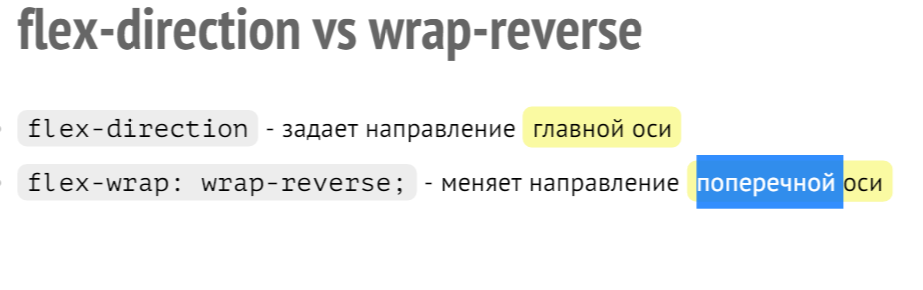 flex-direction vs wrap-reverse
flex-direction - задает направление главной оси
flex-wrap: wrap-reverse; - меняет направление поперечной оси